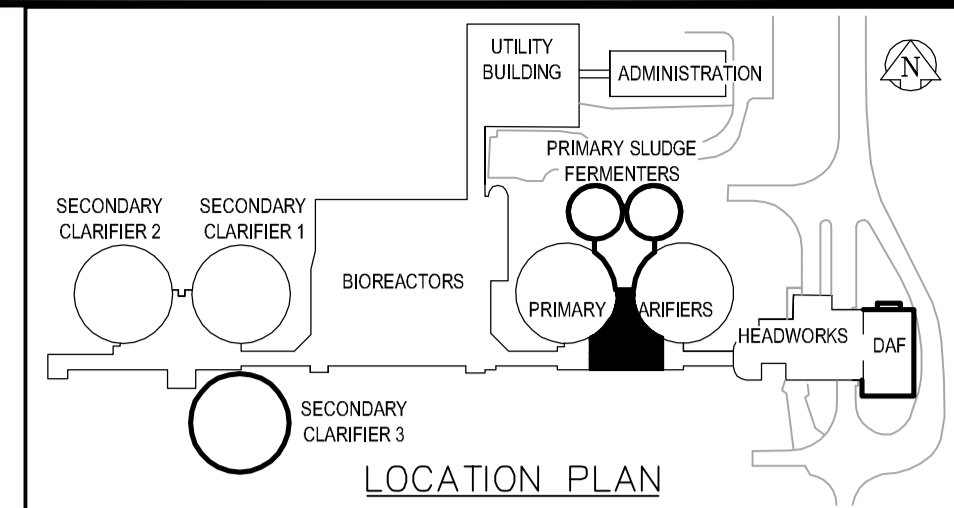 UTILITY
BUILDING
ADMINISTRATION
N
PRIMARY SLUDGE
FERMENTERS
SECONDARY
CLARIFIER 2
SECONDARY
CLARIFIER 1
BIOREACTORS
PRIMARY ARIFIERS
HEADWORKS
DAF
SECONDARY
CLARIFIER 3
LOCATION PLAN